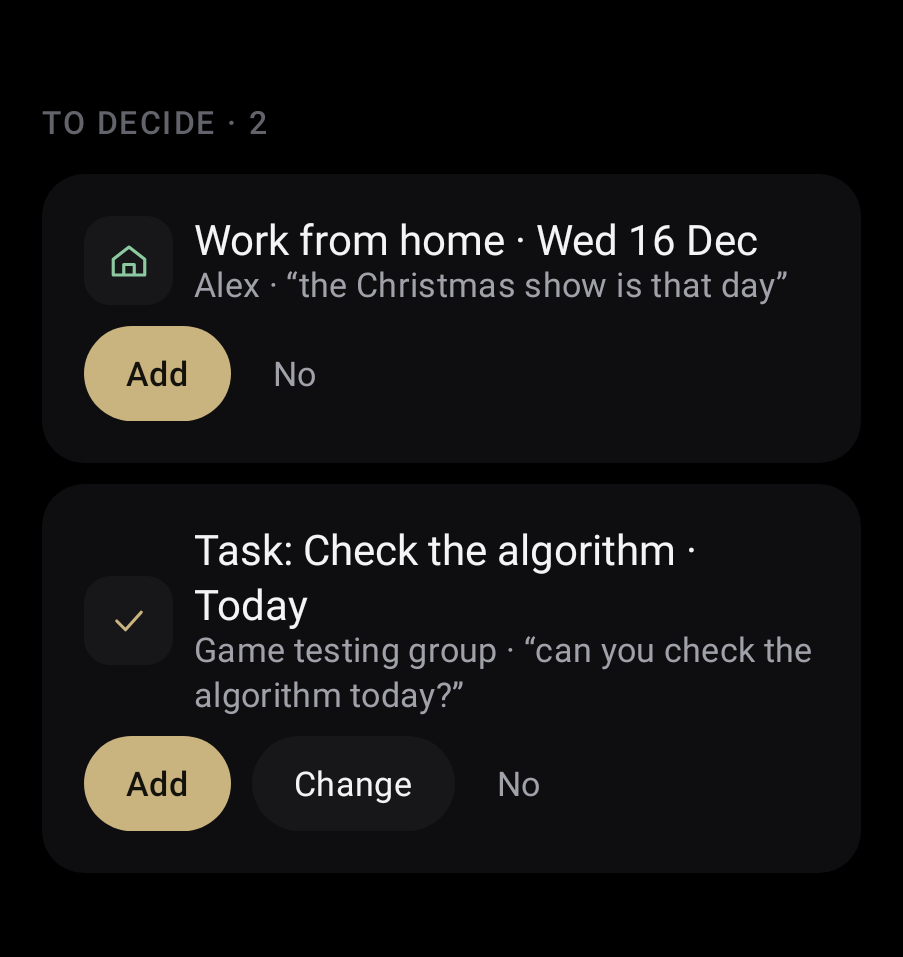 TO DECIDE · 2
Work from home · Wed 16 Dec
Alex · “the Christmas show is that day”
Add
No
Task: Check the algorithm ·
Today
Game testing group · “can you check the
algorithm today?”
Add
Change
No